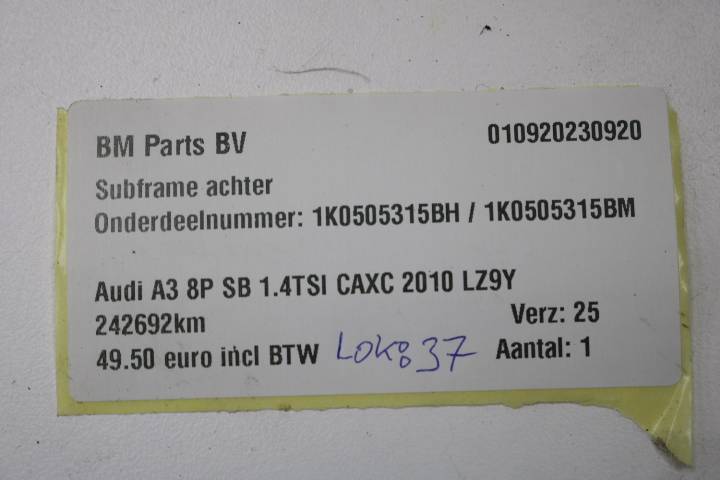 BM Parts BV 010920230920
Subframe achter
Onderdeelnummer: 1K0505315BH / 1K0505315BM
Audi A3 8P SB 1.4TSI CAXC 2010 LZ9Y
242692km Verz: 25
49.50 euro incl BTW LOK837 Aantal: 1